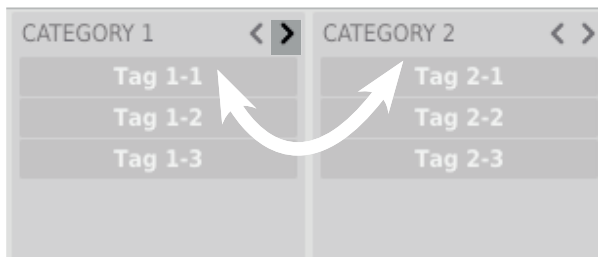 CATEGORY 1 < >
Tag 1-1
Tag 1-2
Tag 1-3
CATEGORY 2 < >
Tag 2-1
Tag 2-2
Tag 2-3